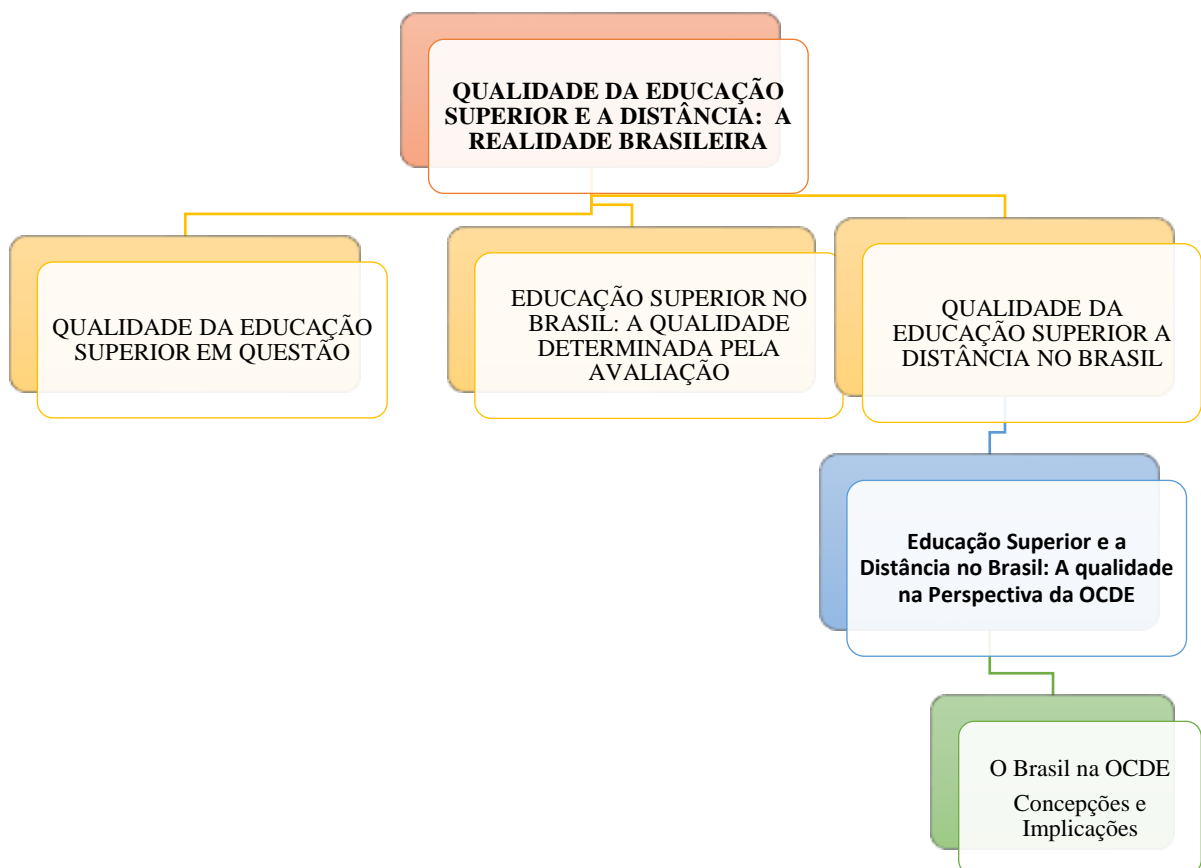 QUALIDADE DA EDUCAÇÃO
SUPERIOR E A DISTÂNCIA: A
REALIDADE BRASILEIRA
QUALIDADE DA EDUCAÇÃO
SUPERIOR EM QUESTÃO
EDUCAÇÃO SUPERIOR NO
BRASIL: A QUALIDADE
DETERMINADA PELA
AVALIAÇÃO
QUALIDADE DA
EDUCAÇÃO SUPERIOR A
DISTÂNCIA NO BRASIL
Educação Superior e a
Distância no Brasil: A qualidade
na Perspectiva da OCDE
O Brasil na OCDE
Concepções e
Implicações